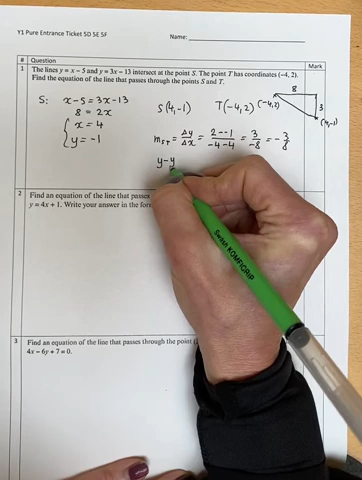 Y1 Pure Entrance Ticket 5D 5E 5F
Name:
# Question Mark
1 The lines y = x − 5 and y = 3x − 13 intersect at the point S. The point T has coordinates (−4, 2).
Find the equation of the line that passes through the points S and T.
S: x-5=3x-13
8 = 2x
x = 4
y = -1
S(4,-1) T(-4,2)
m_ST = Δy/Δx = 2--1/-4-4 = 3/-8 = -3/8
y-y
(-4,2)
8
3
(4,-1)
2 Find an equation of the line that passes
y = 4x + 1. Write your answer in the form
3 Find an equation of the line that passes through the point (
4x − 6y + 7 = 0.
Swäsh KOMFIGRIP